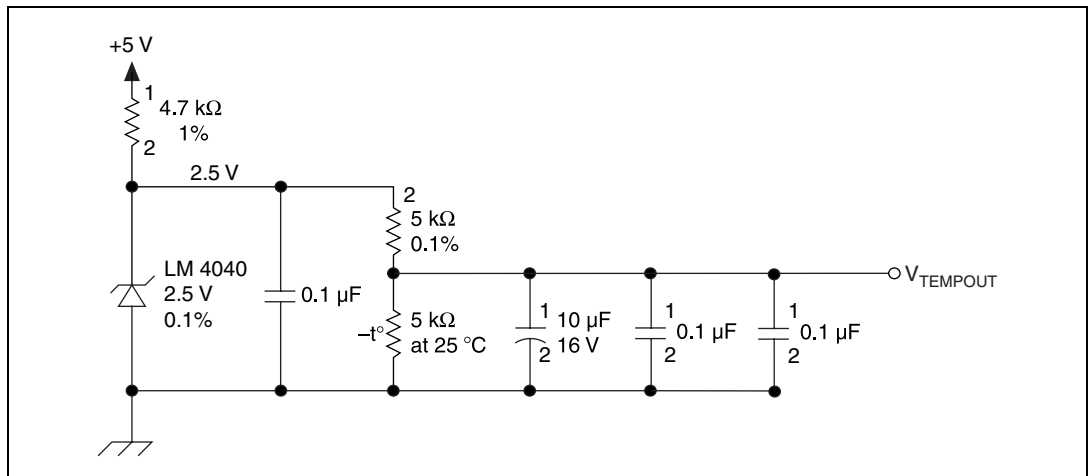 +5 V
1
4.7 kΩ
1%
2
2.5 V
2
5 kΩ
0.1%
LM 4040
2.5 V
0.1%
0.1 µF
–t°
5 kΩ
at 25 °C
1
10 µF
16 V
2
1
0.1 µF
2
1
0.1 µF
2
VTEMPOUT